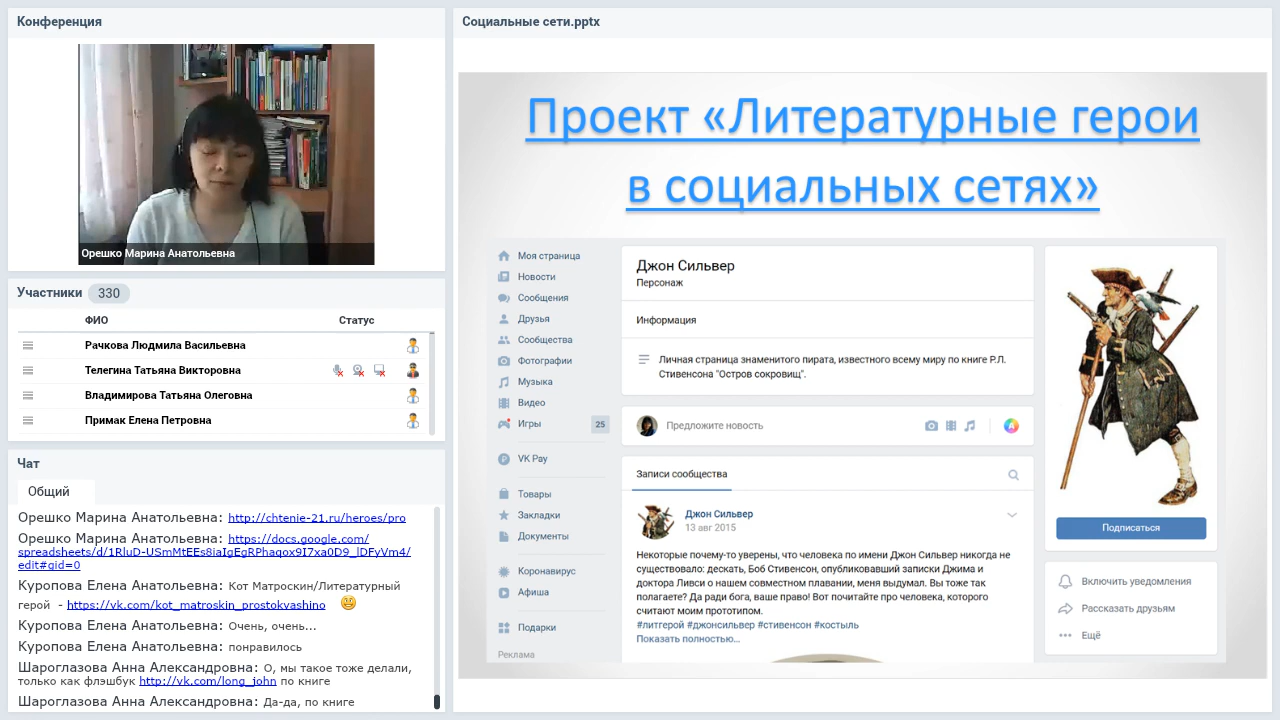 Конференция
Орешко Марина Анатольевна
Участники 330
ФИО Статус
Рачкова Людмила Васильевна
Телегина Татьяна Викторовна
Владимирова Татьяна Олеговна
Примак Елена Петровна
Чат
Общий
Орешко Марина Анатольевна: http://chtenie-21.ru/heroes/pro
Орешко Марина Анатольевна: https://docs.google.com/
spreadsheets/d/1RluD-USmMtEEs8iaIgEgRPhaqox9I7xa0D9_lDFyVm4/
edit#gid=0
Куропова Елена Анатольевна: Кот Матроскин/Литературный
герой - https://vk.com/kot_matroskin_prostokvashino
Куропова Елена Анатольевна: Очень, очень...
Куропова Елена Анатольевна: понравилось
Шароглазова Анна Александровна: О, мы такое тоже делали,
только как флэшбук http://vk.com/long_john по книге
Шароглазова Анна Александровна: Да-да, по книге
Социальные сети.pptx
Проект «Литературные герои
в социальных сетях»
Моя страница
Новости
Сообщения
Друзья
Сообщества
Фотографии
Музыка
Видео
Игры 25
VK Pay
Товары
Закладки
Документы
Коронавирус
Афиша
Подарки
Реклама
Джон Сильвер
Персонаж
Информация
Личная страница знаменитого пирата, известного всему миру по книге Р.Л.
Стивенсона "Остров сокровищ".
Предложите новость
Записи сообщества
Джон Сильвер
13 авг 2015
Некоторые почему-то уверены, что человека по имени Джон Сильвер никогда не
существовало: дескать, Боб Стивенсон, опубликовавший записки Джима и
доктора Ливси о нашем совместном плавании, меня выдумал. Вы тоже так
полагаете? Да ради бога, ваше право! Вот почитайте про человека, которого
считают моим прототипом.
#литгерой #джонсильвер #стивенсон #костыль
Показать полностью...
Подписаться
Включить уведомления
Рассказать друзьям
Ещё